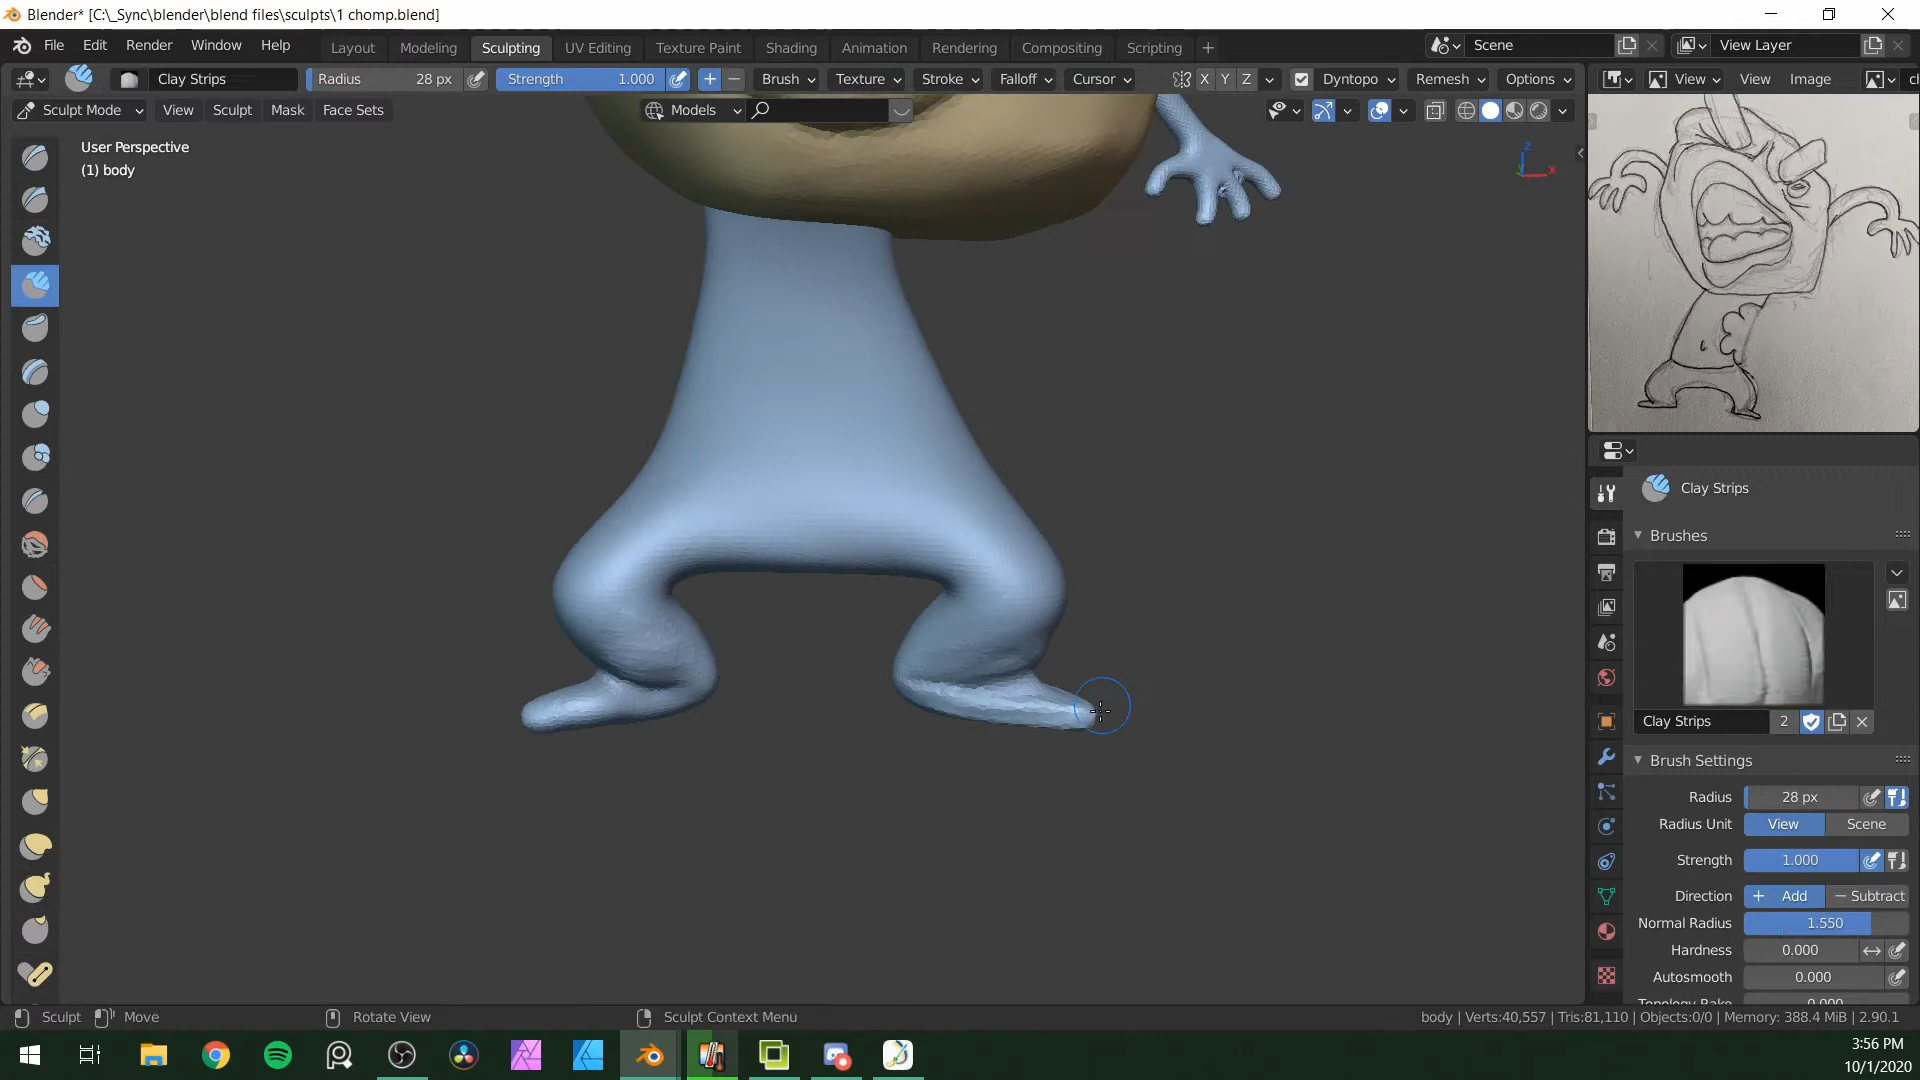 Blender* [C:\_Sync\blender\blend files\sculpts\1 chomp.blend]
File Edit Render Window Help Layout Modeling Sculpting UV Editing Texture Paint Shading Animation Rendering Compositing Scripting + Scene View Layer
Clay Strips Radius 28 px Strength 1.000 + − Brush Texture Stroke Falloff Cursor X Y Z Dyntopo Remesh Options View View Image
Sculpt Mode View Sculpt Mask Face Sets Models
User Perspective
(1) body
Z
X
Clay Strips
Brushes
Clay Strips 2
Brush Settings
Radius 28 px
Radius Unit View Scene
Strength 1.000
Direction + Add − Subtract
Normal Radius 1.550
Hardness 0.000
Autosmooth 0.000
Topology Rake 0.000
Sculpt Move Rotate View Sculpt Context Menu body | Verts:40,557 | Tris:81,110 | Objects:0/0 | Memory: 388.4 MiB | 2.90.1
3:56 PM
10/1/2020